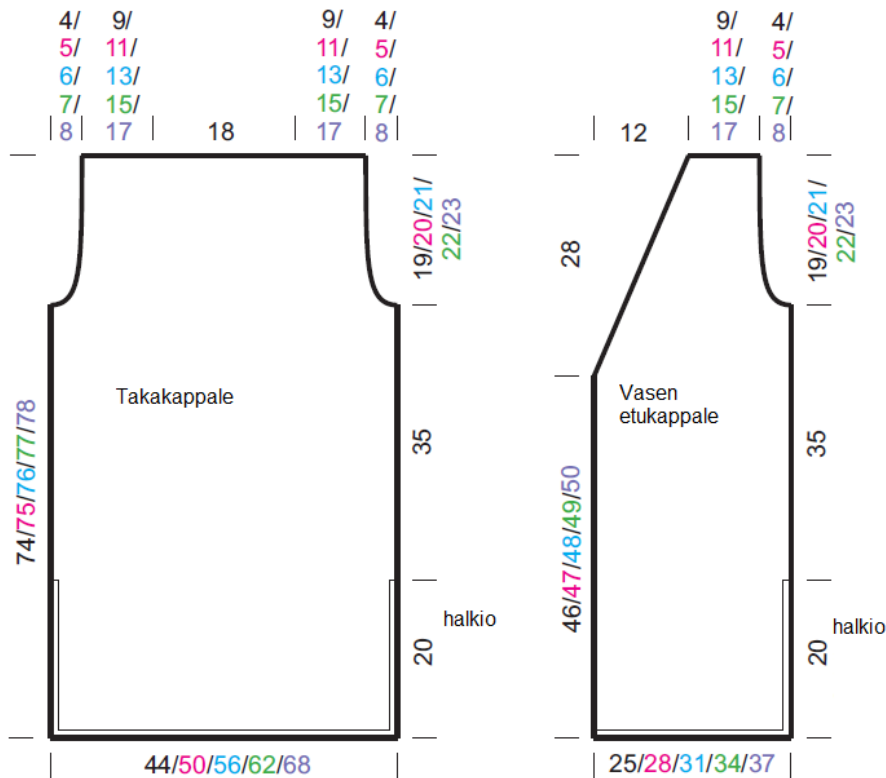 4/ 9/ 9/ 4/
5/ 11/ 11/ 5/
6/ 13/ 13/ 6/
7/ 15/ 15/ 7/
8 17 18 17 8
19/20/21/
22/23
Takakappale
74/75/76/77/78
35
halkio
20
44/50/56/62/68
9/ 4/
11/ 5/
13/ 6/
15/ 7/
12 17 8
28
19/20/21/
22/23
Vasen
etukappale
46/47/48/49/50
35
halkio
20
25/28/31/34/37